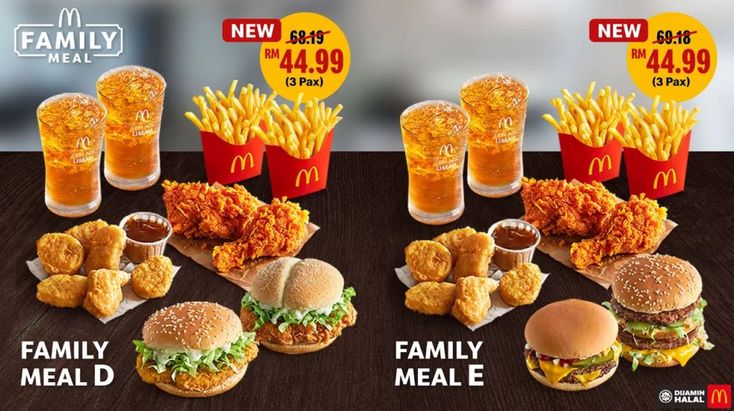 FAMILY
MEAL
NEW
68.19
RM
44.99
(3 Pax)
NEW
69.18
RM
44.99
(3 Pax)
FAMILY
MEAL D
FAMILY
MEAL E
DIJAMIN
HALAL